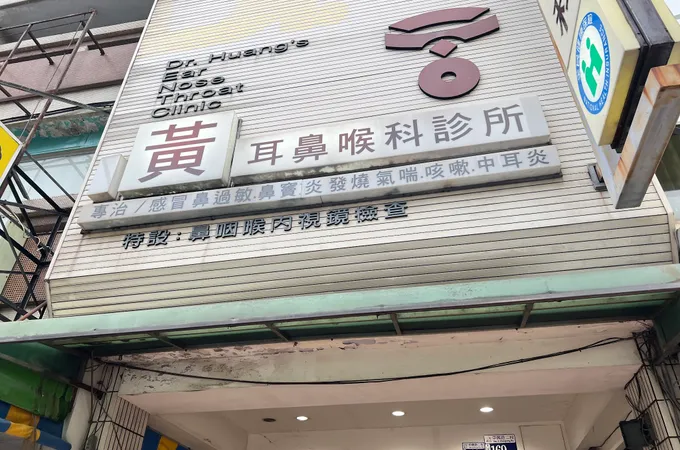 Dr. Huang's
Ear
Nose
Throat
Clinic
黃 耳鼻喉科診所
專治／感冒鼻過敏.鼻竇炎發燒氣喘.咳嗽.中耳炎
特設：鼻咽喉內視鏡檢查
169